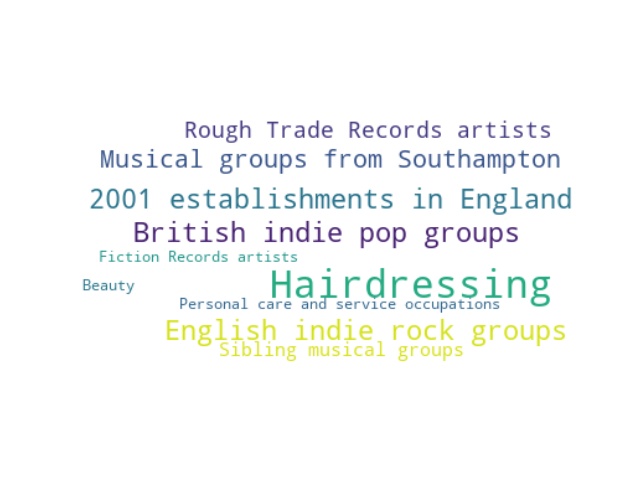 Rough Trade Records artists
Musical groups from Southampton
2001 establishments in England
British indie pop groups
Fiction Records artists
Hairdressing
Beauty
Personal care and service occupations
English indie rock groups
Sibling musical groups